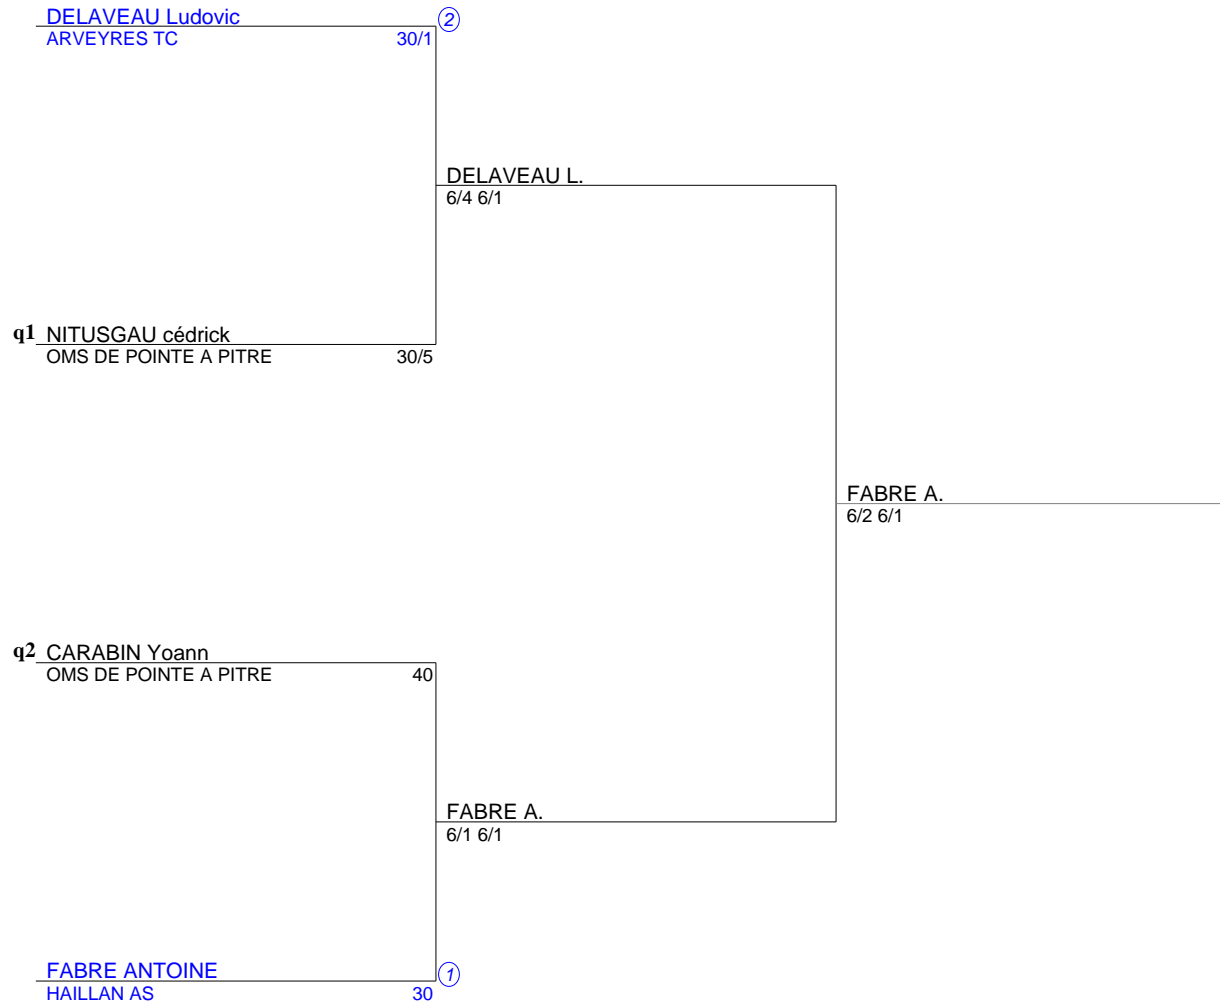 DELAVEAU Ludovic 2
ARVEYRES TC 30/1
DELAVEAU L.
6/4 6/1
q1 NITUSGAU cédrick
OMS DE POINTE A PITRE 30/5
FABRE A.
6/2 6/1
q2 CARABIN Yoann
OMS DE POINTE A PITRE 40
FABRE A.
6/1 6/1
FABRE ANTOINE 1
HAILLAN AS 30